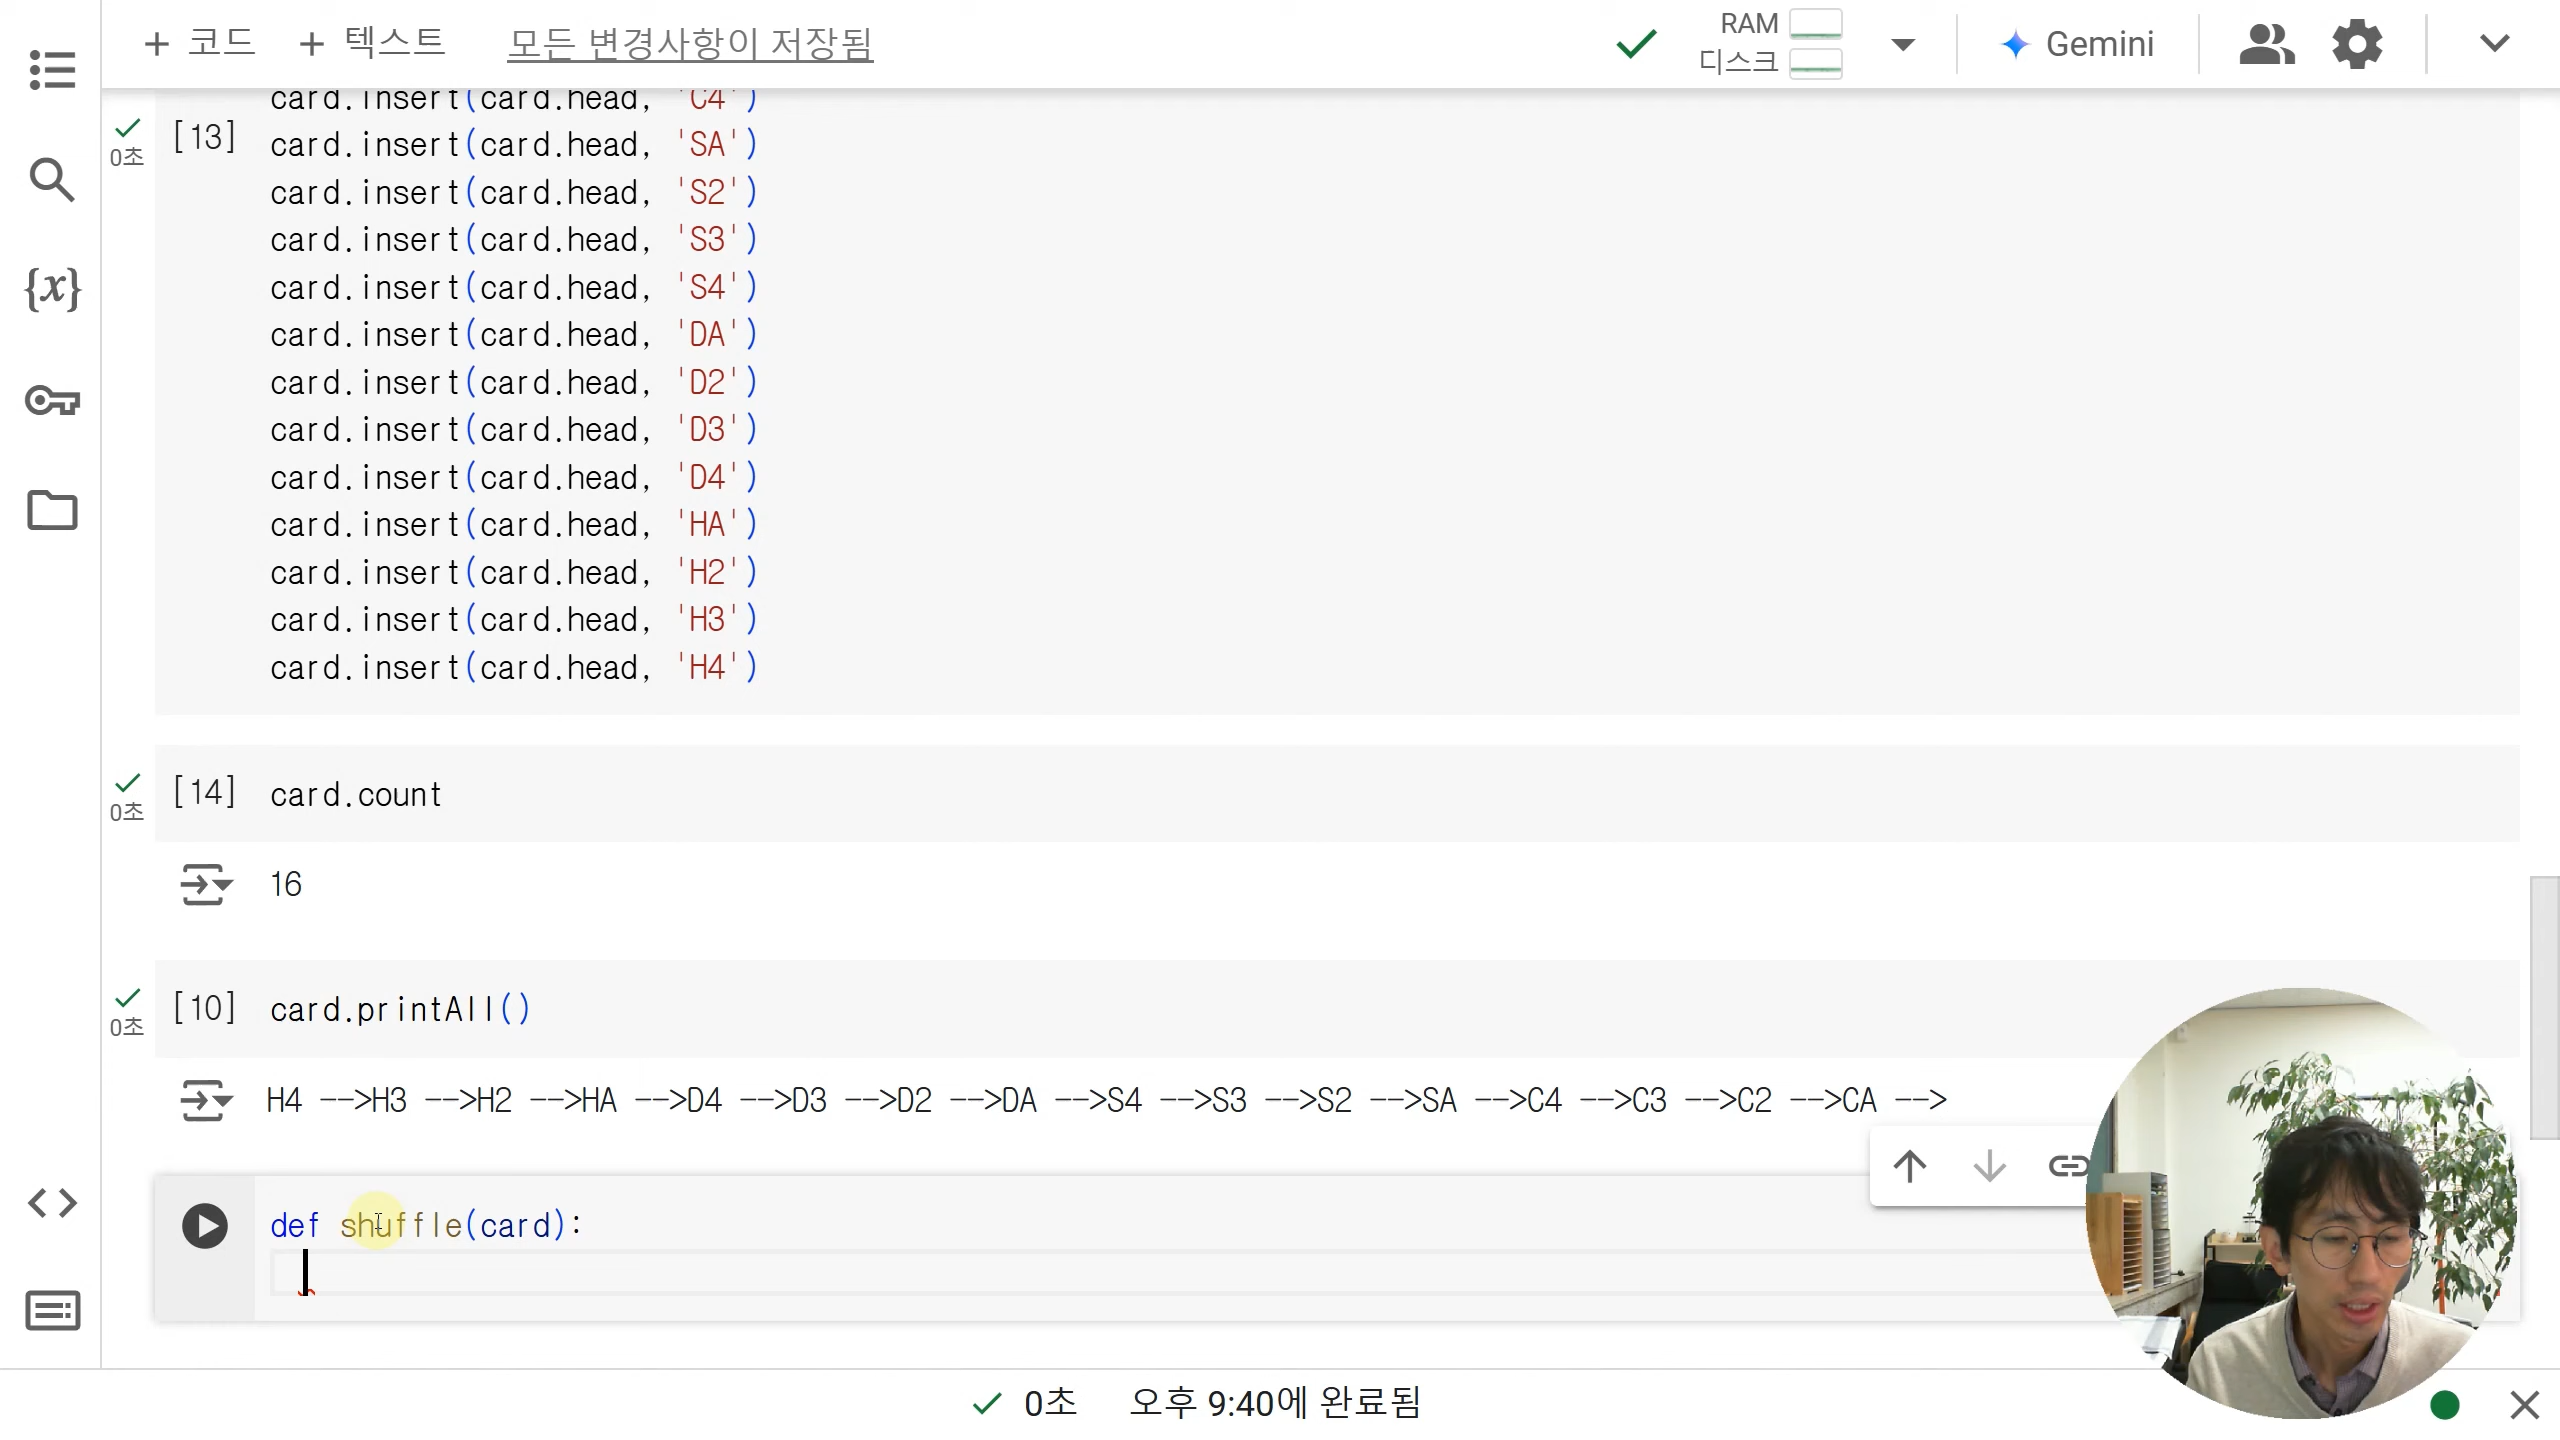 + 코드 + 텍스트 모든 변경사항이 저장됨
RAM
디스크
Gemini
card.insert(card.head, 'C4')
[13]
0초
card.insert(card.head, 'SA')
card.insert(card.head, 'S2')
card.insert(card.head, 'S3')
card.insert(card.head, 'S4')
card.insert(card.head, 'DA')
card.insert(card.head, 'D2')
card.insert(card.head, 'D3')
card.insert(card.head, 'D4')
card.insert(card.head, 'HA')
card.insert(card.head, 'H2')
card.insert(card.head, 'H3')
card.insert(card.head, 'H4')
[14] card.count
0초
16
[10] card.printAll()
0초
H4 -->H3 -->H2 -->HA -->D4 -->D3 -->D2 -->DA -->S4 -->S3 -->S2 -->SA -->C4 -->C3 -->C2 -->CA -->
def shuffle(card):
0초 오후 9:40에 완료됨
{x}